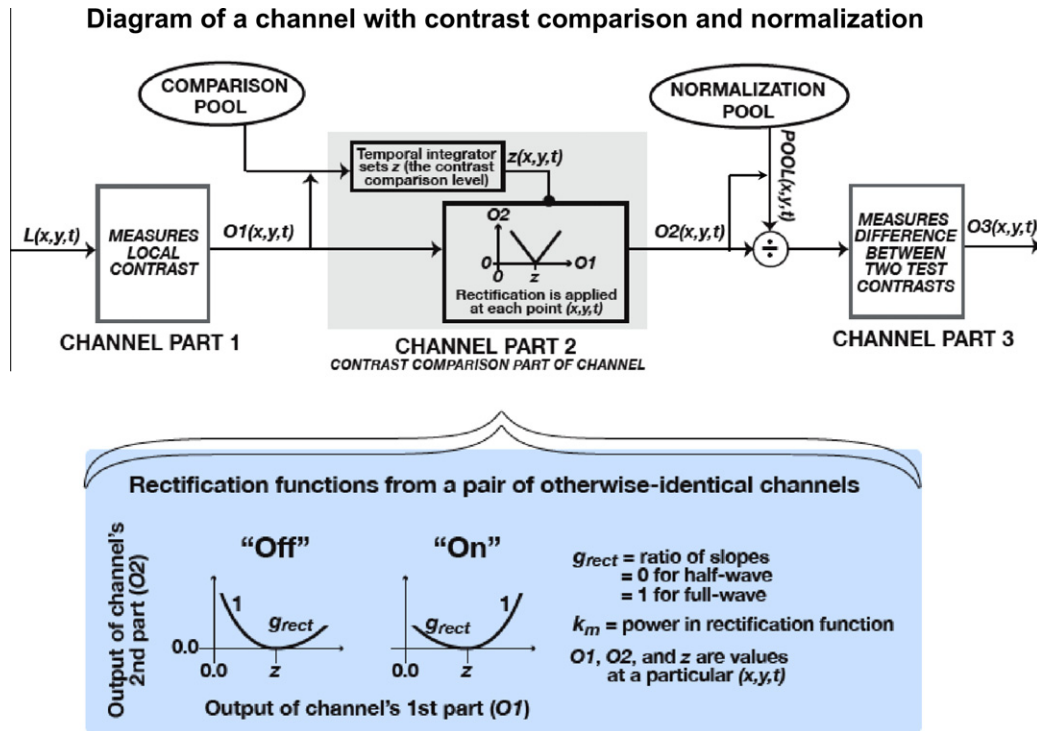 Diagram of a channel with contrast comparison and normalization
COMPARISON
POOL
NORMALIZATION
POOL
Temporal integrator
sets z (the contrast
comparison level)
z(x,y,t)
POOL(x,y,t)
L(x,y,t)
MEASURES
LOCAL
CONTRAST
O1(x,y,t)
O2
0
0
z
O1
Rectification is applied
at each point (x,y,t)
O2(x,y,t)
÷
MEASURES
DIFFERENCE
BETWEEN
TWO TEST
CONTRASTS
O3(x,y,t)
CHANNEL PART 1
CHANNEL PART 2
CONTRAST COMPARISON PART OF CHANNEL
CHANNEL PART 3
Rectification functions from a pair of otherwise-identical channels
Output of channel's
2nd part (O2)
"Off"
1
grect
0.0
0.0
z
"On"
grect
1
0.0
z
Output of channel's 1st part (O1)
grect = ratio of slopes
= 0 for half-wave
= 1 for full-wave
km = power in rectification function
O1, O2, and z are values
at a particular (x,y,t)